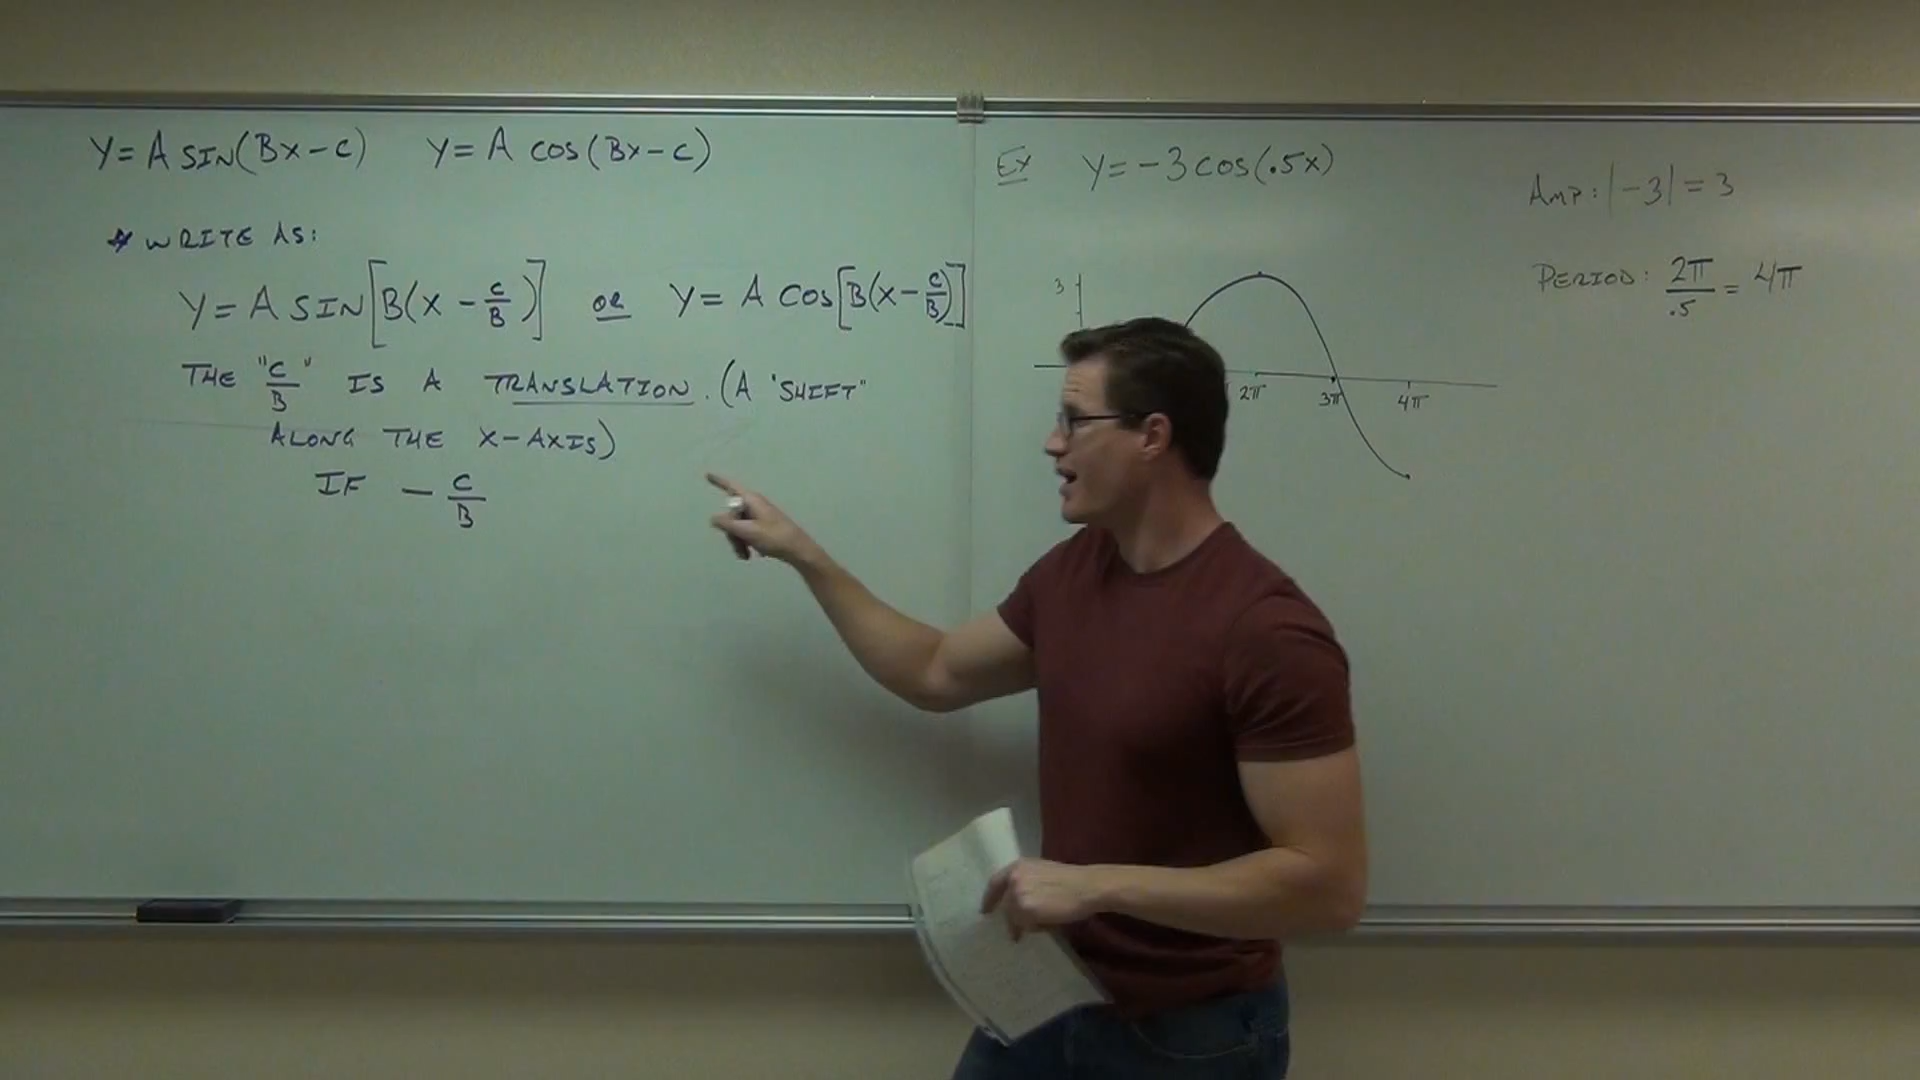 Y = A SIN(Bx - C) Y = A COS(Bx - C)
* WRITE AS:
Y = A SIN[B(x - C/B)] OR Y = A COS[B(x - C/B)]
THE "C/B" IS A TRANSLATION. (A "SHIFT"
ALONG THE X-AXIS)
IF - C/B
EX Y = -3 COS(.5x)
AMP: |-3| = 3
PERIOD: 2π/.5 = 4π
3
2π 3π 4π